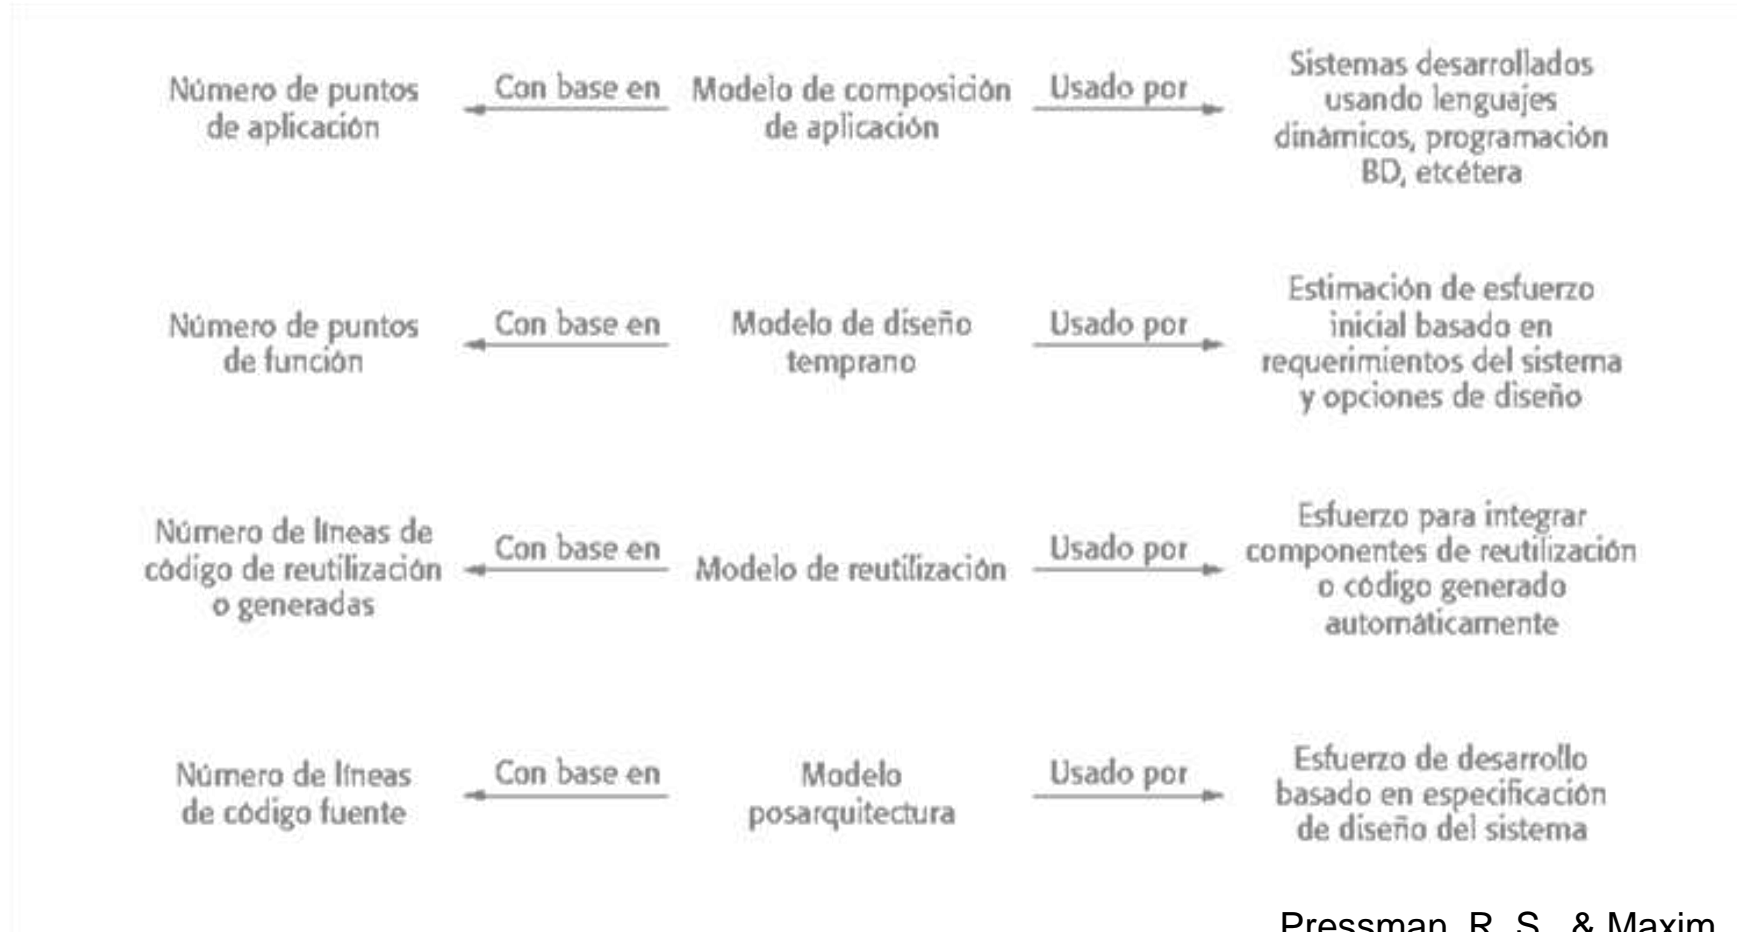 Número de puntos
de aplicación
Con base en
Modelo de composición
de aplicación
Usado por
Sistemas desarrollados
usando lenguajes
dinámicos, programación
BD, etcétera
Número de puntos
de función
Con base en
Modelo de diseño
temprano
Usado por
Estimación de esfuerzo
inicial basado en
requerimientos del sistema
y opciones de diseño
Número de líneas de
código de reutilización
o generadas
Con base en
Modelo de reutilización
Usado por
Esfuerzo para integrar
componentes de reutilización
o código generado
automáticamente
Número de líneas
de código fuente
Con base en
Modelo
posarquitectura
Usado por
Esfuerzo de desarrollo
basado en especificación
de diseño del sistema
Pressman, R. S., & Maxim